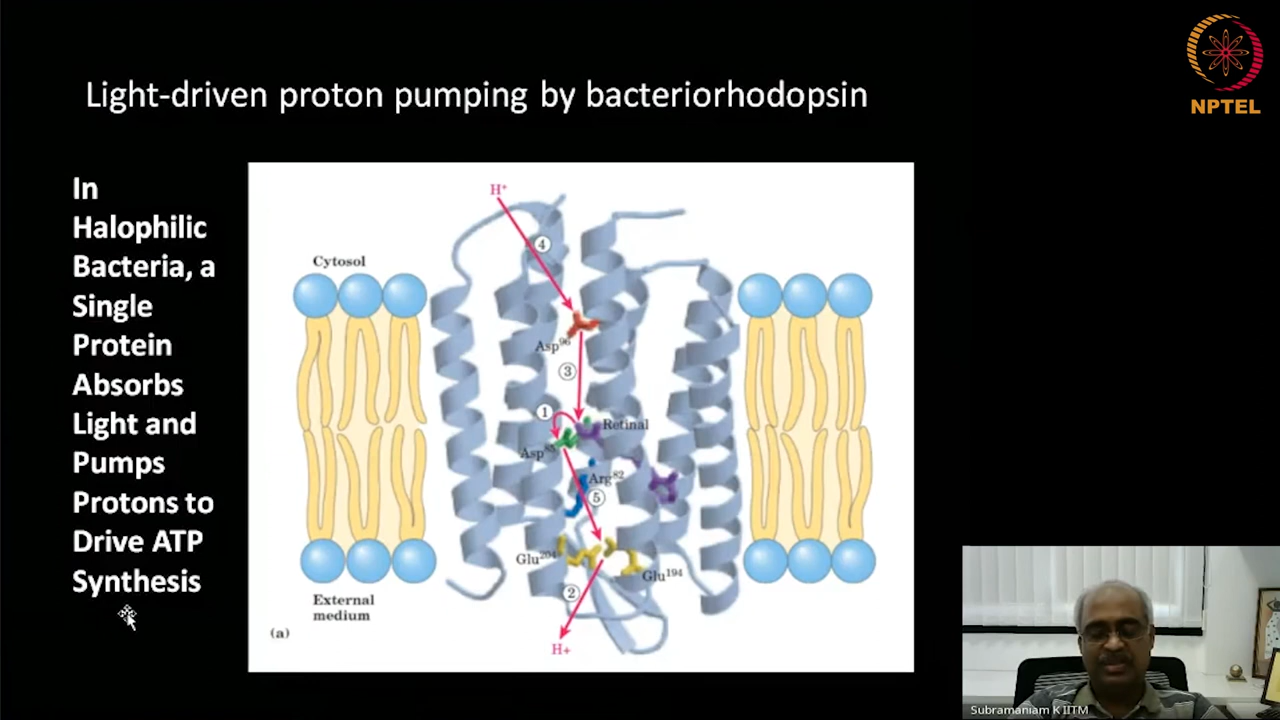 Light-driven proton pumping by bacteriorhodopsin
NPTEL
In
Halophilic
Bacteria, a
Single
Protein
Absorbs
Light and
Pumps
Protons to
Drive ATP
Synthesis
H⁺
4
Cytosol
Asp⁹⁶
3
1
Retinal
Asp⁸⁵
Arg⁸²
5
Glu²⁰⁴
Glu¹⁹⁴
2
External
medium
(a)
H+
Subramaniam K IITM